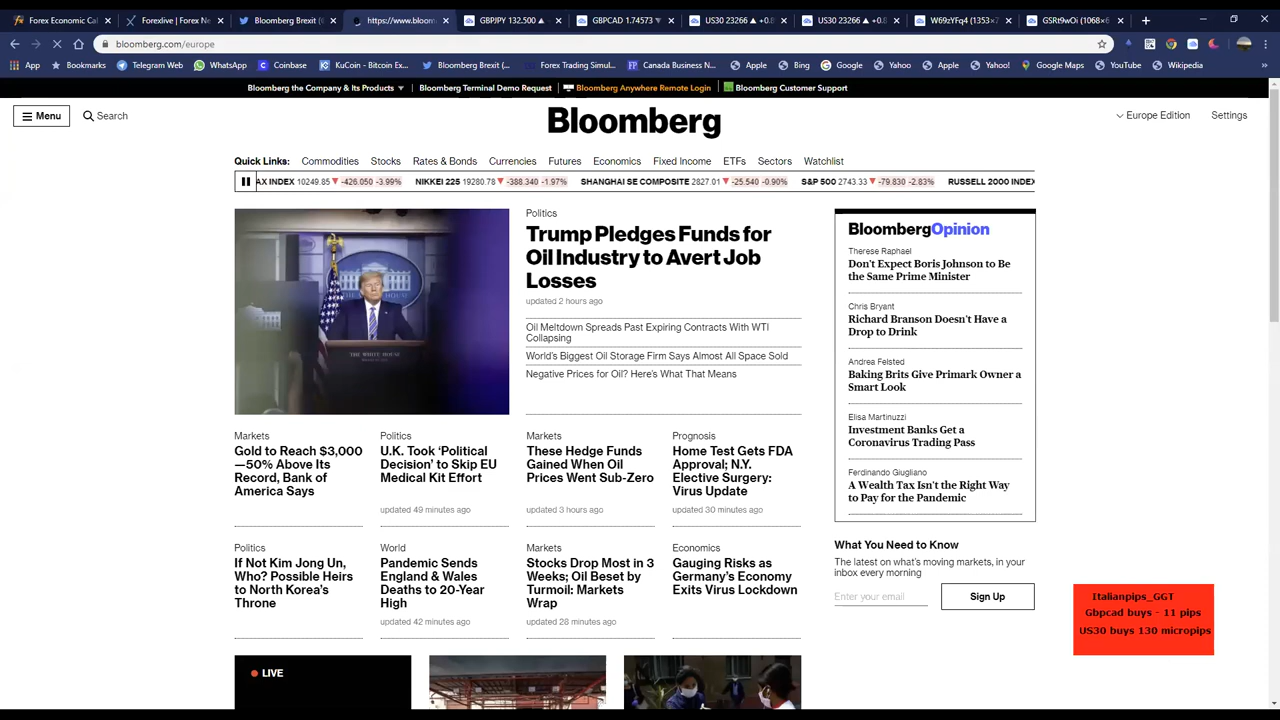 Bloomberg Brexit (
Forexlive | Forex Ne
Bloomberg Brexit (
https://www.bloom
GBPJPY 132.500
GBPCAD 1.74573
US30 23266 ▲ +0.8
US30 23266 ▲ +0.8
W69zYFq4 (1353×7
GSRt9wOi (1068×6
bloomberg.com/europe
App
Bookmarks
Telegram Web
WhatsApp
Coinbase
KuCoin - Bitcoin Ex...
Bloomberg Brexit (...
Forex Trading Simul...
Canada Business N...
Apple
Bing
Google
Yahoo
Apple
Yahoo!
Google Maps
YouTube
Wikipedia
Bloomberg the Company & Its Products
Bloomberg Terminal Demo Request
Bloomberg Anywhere Remote Login
Bloomberg Customer Support
Menu
Search
Bloomberg
Europe Edition
Settings
Quick Links: Commodities Stocks Rates & Bonds Currencies Futures Economics Fixed Income ETFs Sectors Watchlist
AX INDEX 10249.85 ▼ -426.050 -3.99% NIKKEI 225 19280.78 ▼ -388.340 -1.97% SHANGHAI SE COMPOSITE 2827.01 ▼ -25.540 -0.90% S&P 500 2743.33 ▼ -79.830 -2.83% RUSSELL 2000 INDEX
THE WHITE HOUSE
Politics
Trump Pledges Funds for
Oil Industry to Avert Job
Losses
updated 2 hours ago
Oil Meltdown Spreads Past Expiring Contracts With WTI
Collapsing
World's Biggest Oil Storage Firm Says Almost All Space Sold
Negative Prices for Oil? Here's What That Means
BloombergOpinion
Therese Raphael
Don't Expect Boris Johnson to Be
the Same Prime Minister
Chris Bryant
Richard Branson Doesn't Have a
Drop to Drink
Andrea Felsted
Baking Brits Give Primark Owner a
Smart Look
Elisa Martinuzzi
Investment Banks Get a
Coronavirus Trading Pass
Ferdinando Giugliano
A Wealth Tax Isn't the Right Way
to Pay for the Pandemic
Markets
Gold to Reach $3,000
—50% Above Its
Record, Bank of
America Says
Politics
U.K. Took 'Political
Decision' to Skip EU
Medical Kit Effort
updated 49 minutes ago
Markets
These Hedge Funds
Gained When Oil
Prices Went Sub-Zero
updated 3 hours ago
Prognosis
Home Test Gets FDA
Approval; N.Y.
Elective Surgery:
Virus Update
updated 30 minutes ago
Politics
If Not Kim Jong Un,
Who? Possible Heirs
to North Korea's
Throne
World
Pandemic Sends
England & Wales
Deaths to 20-Year
High
updated 42 minutes ago
Markets
Stocks Drop Most in 3
Weeks; Oil Beset by
Turmoil: Markets
Wrap
updated 28 minutes ago
Economics
Gauging Risks as
Germany's Economy
Exits Virus Lockdown
What You Need to Know
The latest on what's moving markets, in your
inbox every morning
Enter your email
Sign Up
LIVE
Italianpips_GGT
Gbpcad buys - 11 pips
US30 buys 130 micropips